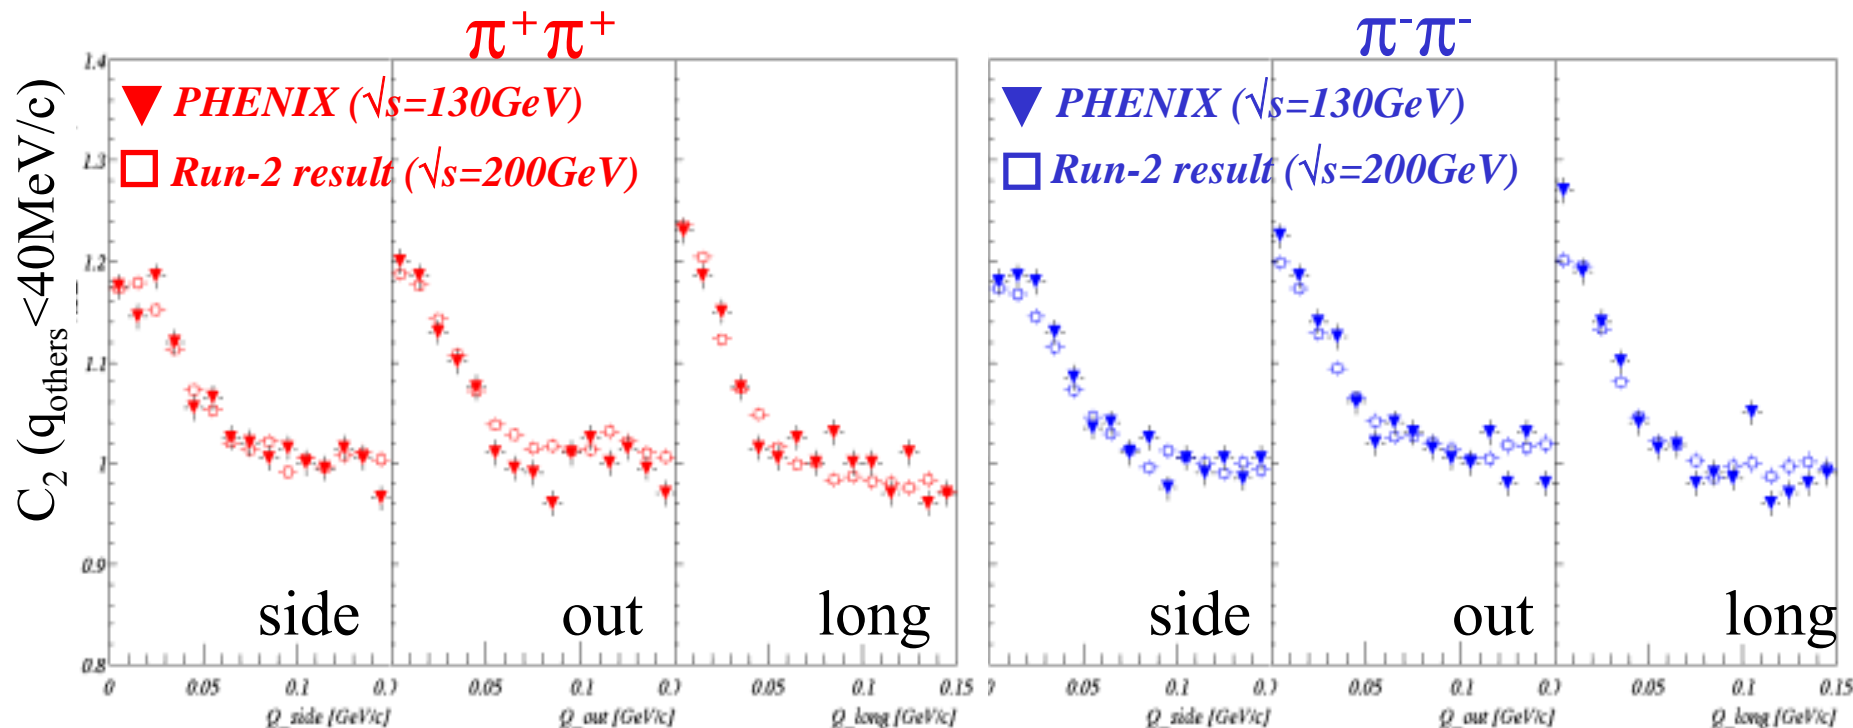 π⁺π⁺
π⁻π⁻
C₂ (q_others<40MeV/c)
1.4
1.3
1.2
1.1
1
0.9
0.8
PHENIX (√s=130GeV)
Run-2 result (√s=200GeV)
PHENIX (√s=130GeV)
Run-2 result (√s=200GeV)
side
out
long
side
out
long
0 0.05 0.1 0.05 0.1 0.05 0.1 0.15
0.05 0.1 0.05 0.1 0.05 0.1 0.15
Q_side [GeV/c] Q_out [GeV/c] Q_long [GeV/c]
Q_side [GeV/c] Q_out [GeV/c] Q_long [GeV/c]